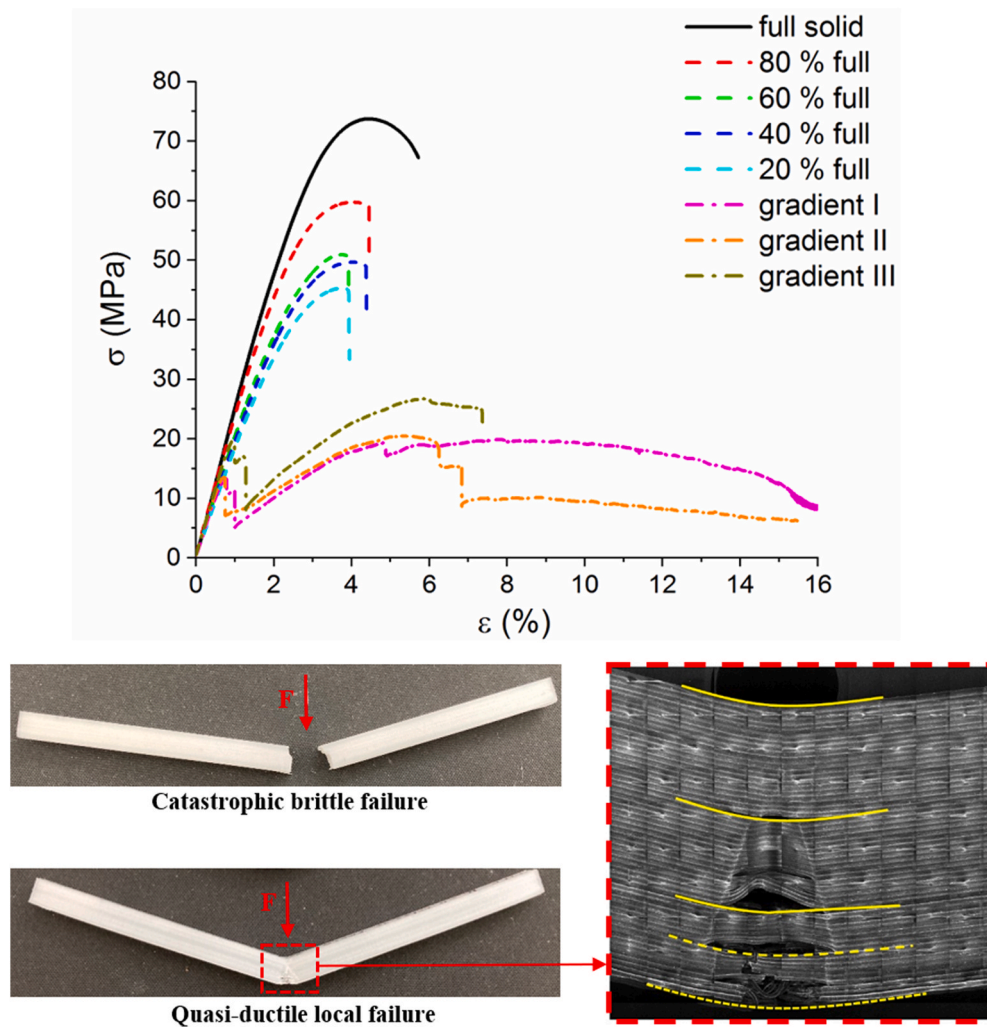 full solid
80 % full
60 % full
40 % full
20 % full
gradient I
gradient II
gradient III
80
70
60
50
40
30
20
10
0
σ (MPa)
0 2 4 6 8 10 12 14 16
ε (%)
F
Catastrophic brittle failure
F
Quasi-ductile local failure